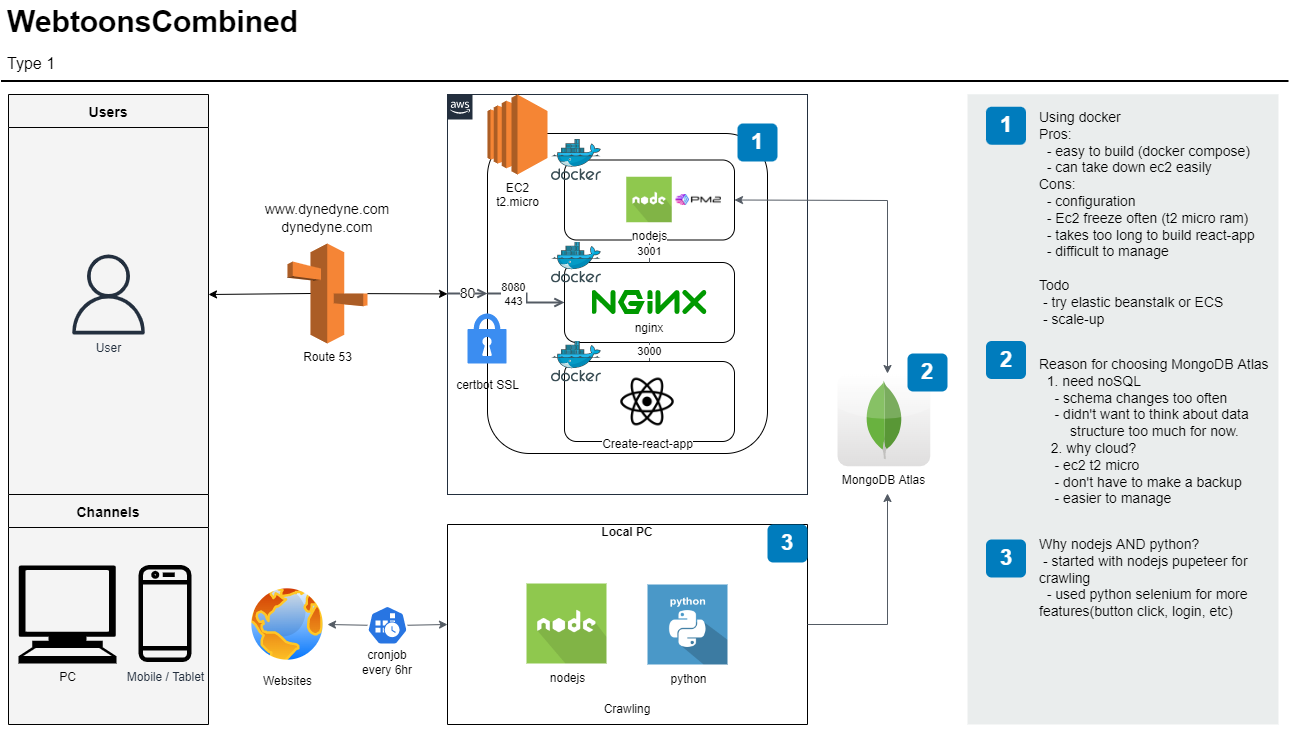 WebtoonsCombined
Type 1
Users
User
Channels
PC
Mobile / Tablet
www.dynedyne.com
dynedyne.com
Route 53
aws
EC2
t2.micro
1
docker
node
PM2
nodejs
3001
docker
80
8080
443
NGINX
nginx
3000
certbot SSL
docker
Create-react-app
2
MongoDB Atlas
Local PC
3
node
nodejs
python
python
Crawling
Websites
cronjob
every 6hr
1
Using docker
Pros:
- easy to build (docker compose)
- can take down ec2 easily
Cons:
- configuration
- Ec2 freeze often (t2 micro ram)
- takes too long to build react-app
- difficult to manage
Todo
- try elastic beanstalk or ECS
- scale-up
2
Reason for choosing MongoDB Atlas
1. need noSQL
- schema changes too often
- didn't want to think about data
structure too much for now.
2. why cloud?
- ec2 t2 micro
- don't have to make a backup
- easier to manage
3
Why nodejs AND python?
- started with nodejs pupeteer for
crawling
- used python selenium for more
features(button click, login, etc)